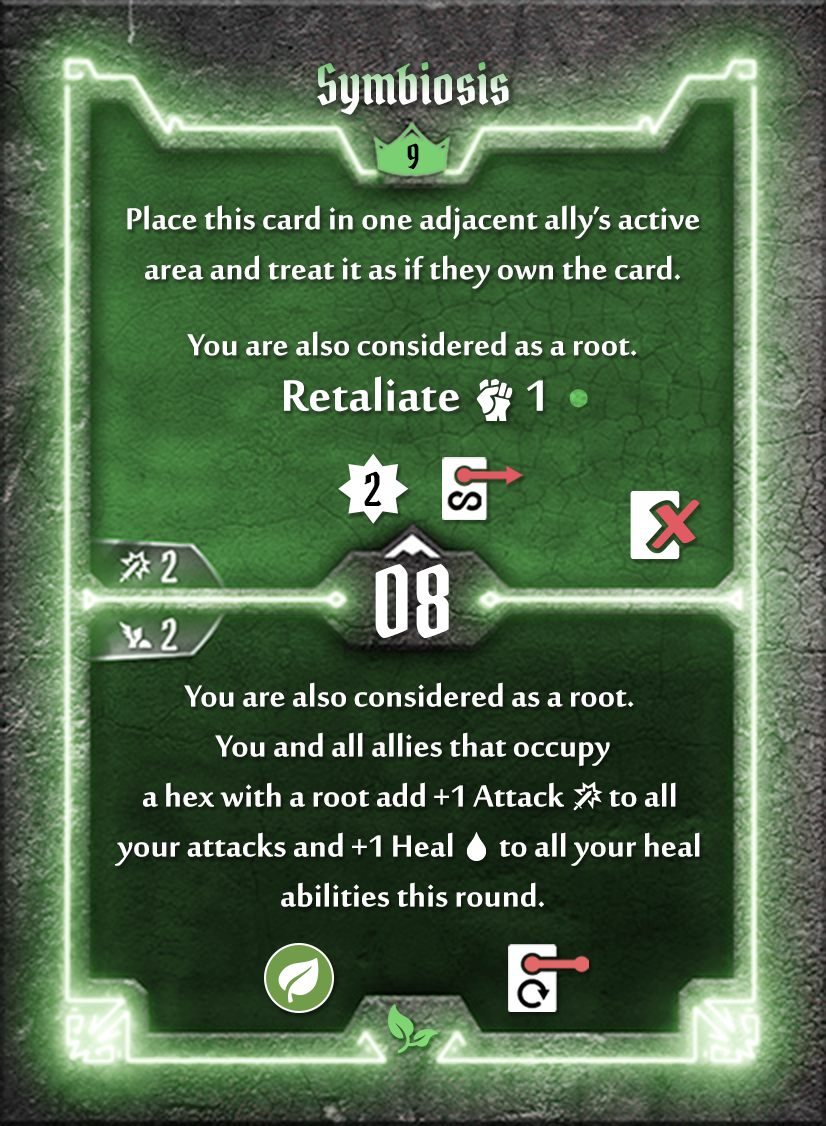 Symbiosis
9
Place this card in one adjacent ally's active
area and treat it as if they own the card.
You are also considered as a root.
Retaliate 1
2
2
08
2
You are also considered as a root.
You and all allies that occupy
a hex with a root add +1 Attack to all
your attacks and +1 Heal to all your heal
abilities this round.